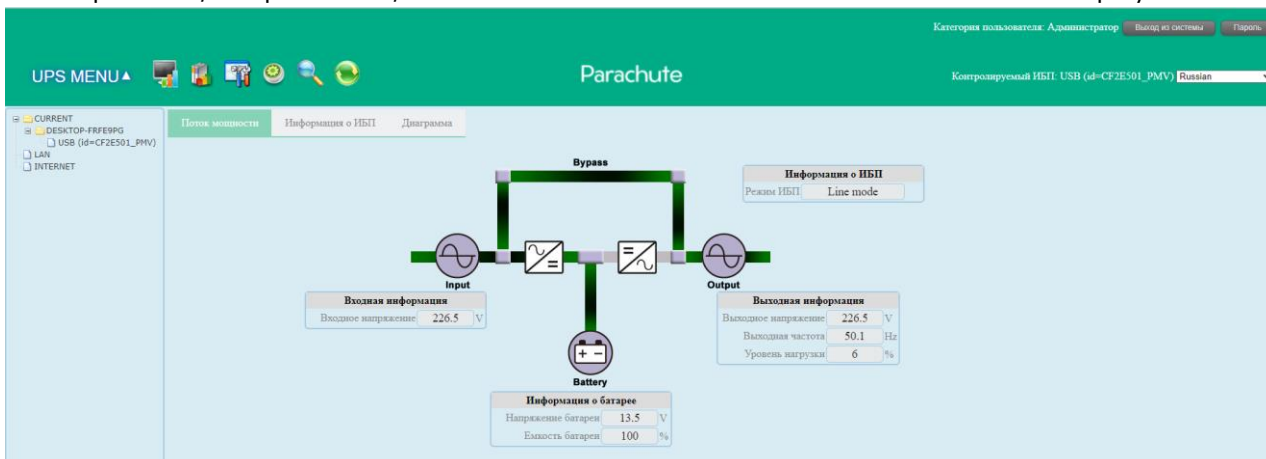 Категория пользователя: Администратор Выход из системы Пароль
UPS MENU▲ Parachute Контролируемый ИБП: USB (id=CF2E501_PMV) Russian
CURRENT
DESKTOP-FRFE9PG
USB (id=CF2E501_PMV)
LAN
INTERNET
Поток мощности Информация о ИБП Диаграмма
Bypass
Информация о ИБП
Режим ИБП Line mode
Input
Output
Входная информация
Входное напряжение 226.5 V
Выходная информация
Выходное напряжение 226.5 V
Выходная частота 50.1 Hz
Уровень нагрузки 6 %
Battery
Информация о батарее
Напряжение батареи 13.5 V
Емкость батареи 100 %